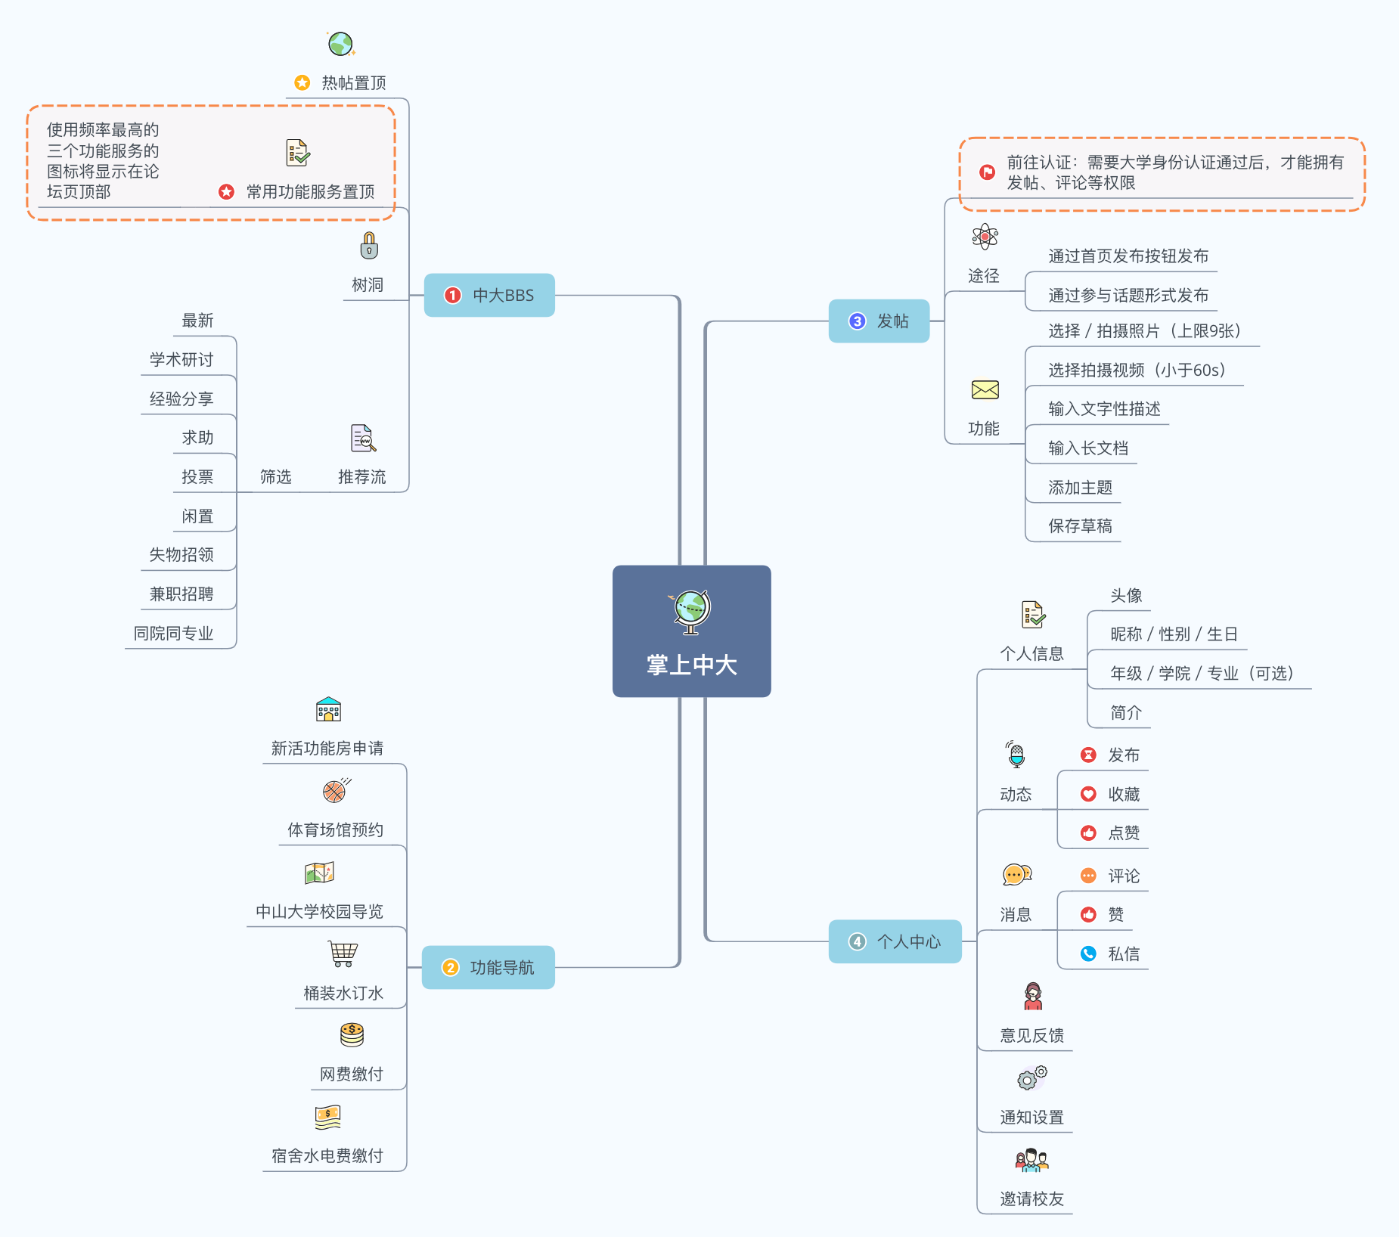 掌上中大
1 中大BBS
热帖置顶
使用频率最高的
三个功能服务的
图标将显示在论
坛页顶部
常用功能服务置顶
树洞
推荐流
筛选
最新
学术研讨
经验分享
求助
投票
闲置
失物招领
兼职招聘
同院同专业
2 功能导航
新活功能房申请
体育场馆预约
中山大学校园导览
桶装水订水
网费缴付
宿舍水电费缴付
3 发帖
前往认证：需要大学身份认证通过后，才能拥有
发帖、评论等权限
途径
通过首页发布按钮发布
通过参与话题形式发布
功能
选择 / 拍摄照片（上限9张）
选择拍摄视频（小于60s）
输入文字性描述
输入长文档
添加主题
保存草稿
4 个人中心
个人信息
头像
昵称 / 性别 / 生日
年级 / 学院 / 专业（可选）
简介
动态
发布
收藏
点赞
消息
评论
赞
私信
意见反馈
通知设置
邀请校友